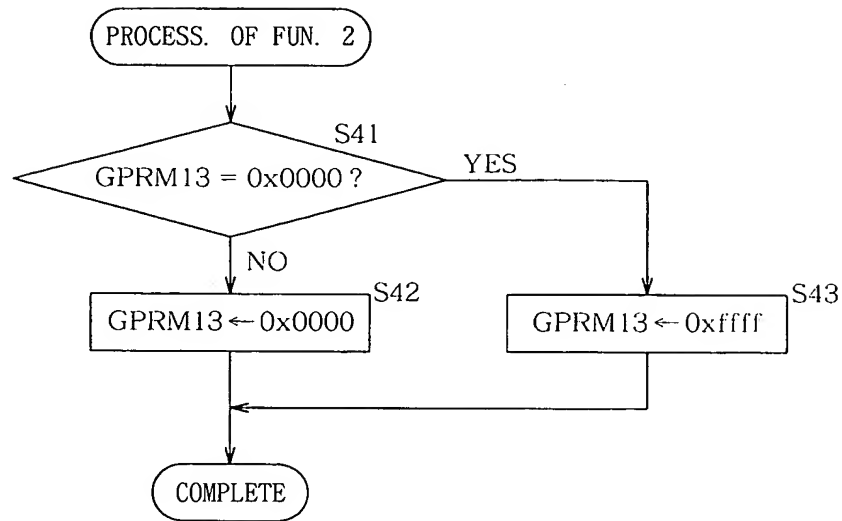 PROCESS. OF FUN. 2
S41
GPRM13 = 0x0000 ?
YES
NO
S42
GPRM13 ← 0x0000
S43
GPRM13 ← 0xffff
COMPLETE